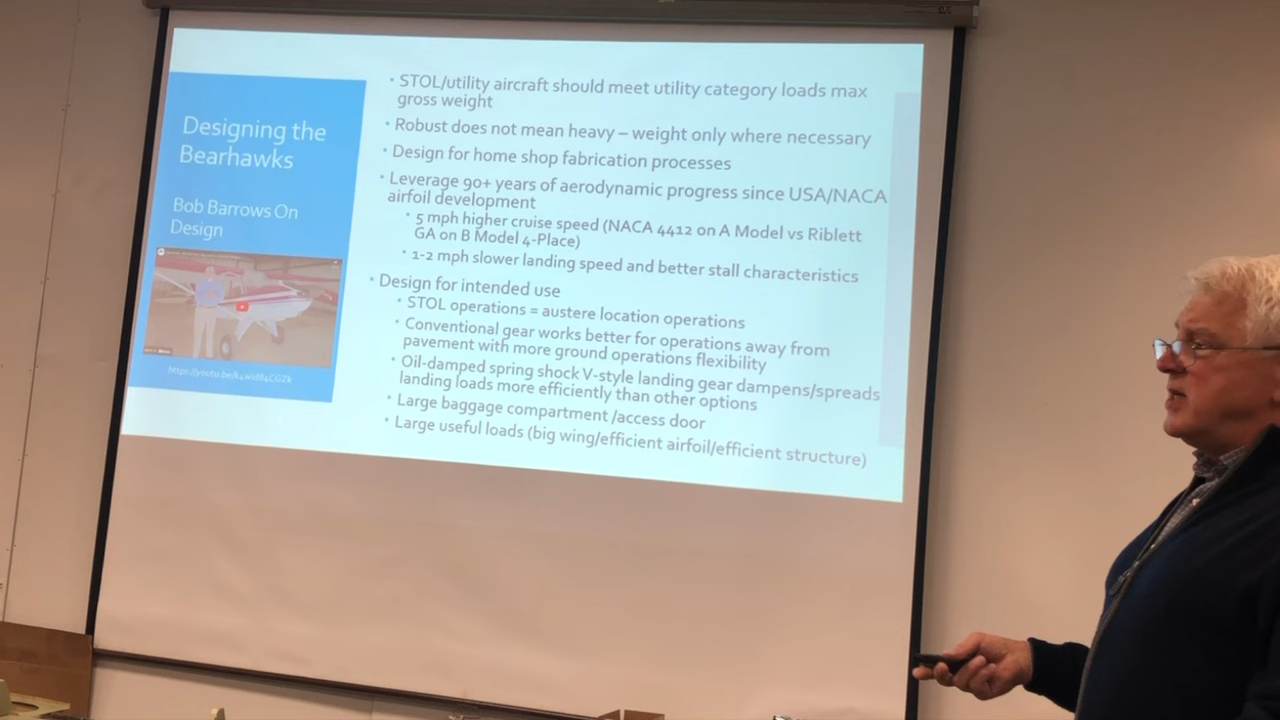 Designing the
Bearhawks
Bob Barrows On
Design
• STOL/utility aircraft should meet utility category loads max
gross weight
• Robust does not mean heavy – weight only where necessary
• Design for home shop fabrication processes
• Leverage 90+ years of aerodynamic progress since USA/NACA
airfoil development
• 5 mph higher cruise speed (NACA 4412 on A Model vs Riblett
GA on B Model 4-Place)
• 1-2 mph slower landing speed and better stall characteristics
• Design for intended use
• STOL operations = austere location operations
• Conventional gear works better for operations away from
pavement with more ground operations flexibility
• Oil-damped spring shock V-style landing gear dampens/spreads
landing loads more efficiently than other options
• Large baggage compartment /access door
• Large useful loads (big wing/efficient airfoil/efficient structure)